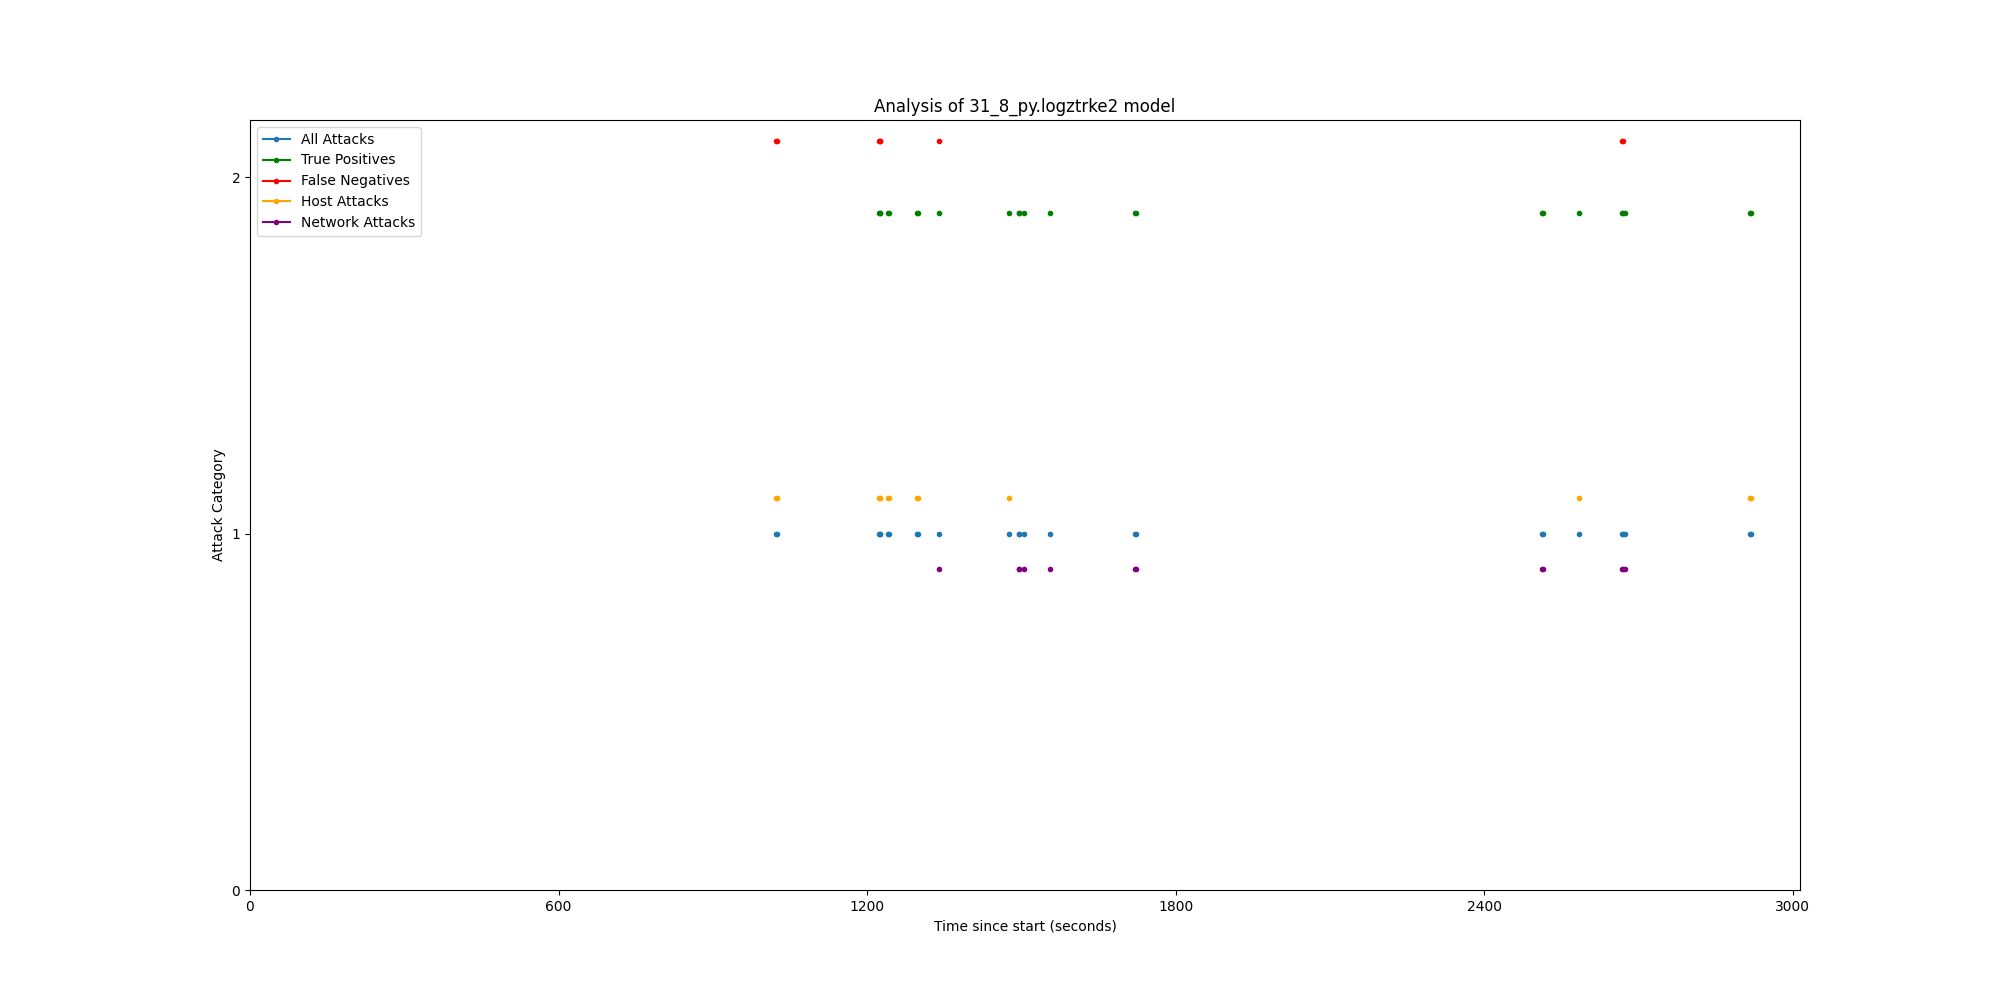 Analysis of 31_8_py.logztrke2 model
All Attacks
True Positives
False Negatives
Host Attacks
Network Attacks
2
1
0
Attack Category
0 600 1200 1800 2400 3000
Time since start (seconds)